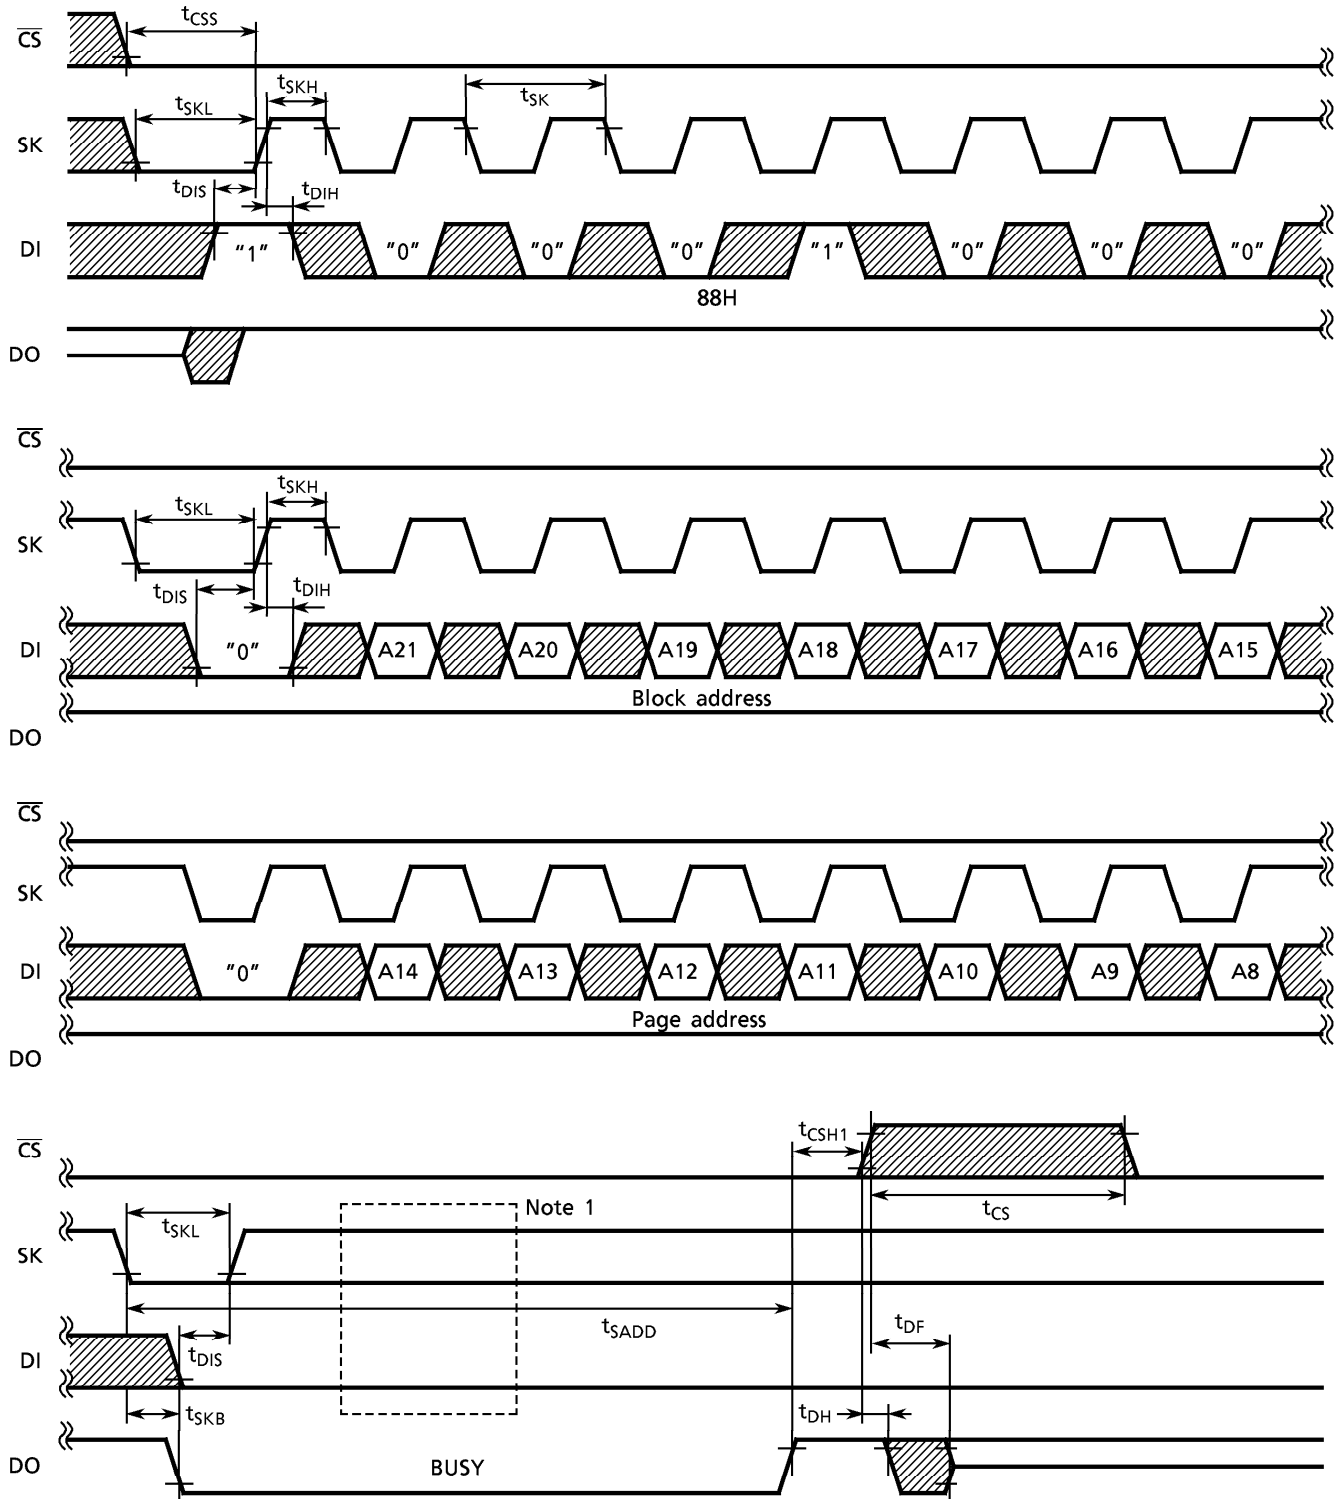 tCSS
CS
tSKH
tSKL
tSK
SK
tDIS
tDIH
DI
"1" "0" "0" "0" "1" "0" "0" "0"
88H
DO
CS
tSKH
tSKL
SK
tDIS
tDIH
DI
"0" A21 A20 A19 A18 A17 A16 A15
Block address
DO
CS
SK
DI
"0" A14 A13 A12 A11 A10 A9 A8
Page address
DO
tCSH1
CS
tCS
Note 1
tSKL
SK
tSADD
tDF
tDIS
DI
tSKB
tDH
DO
BUSY